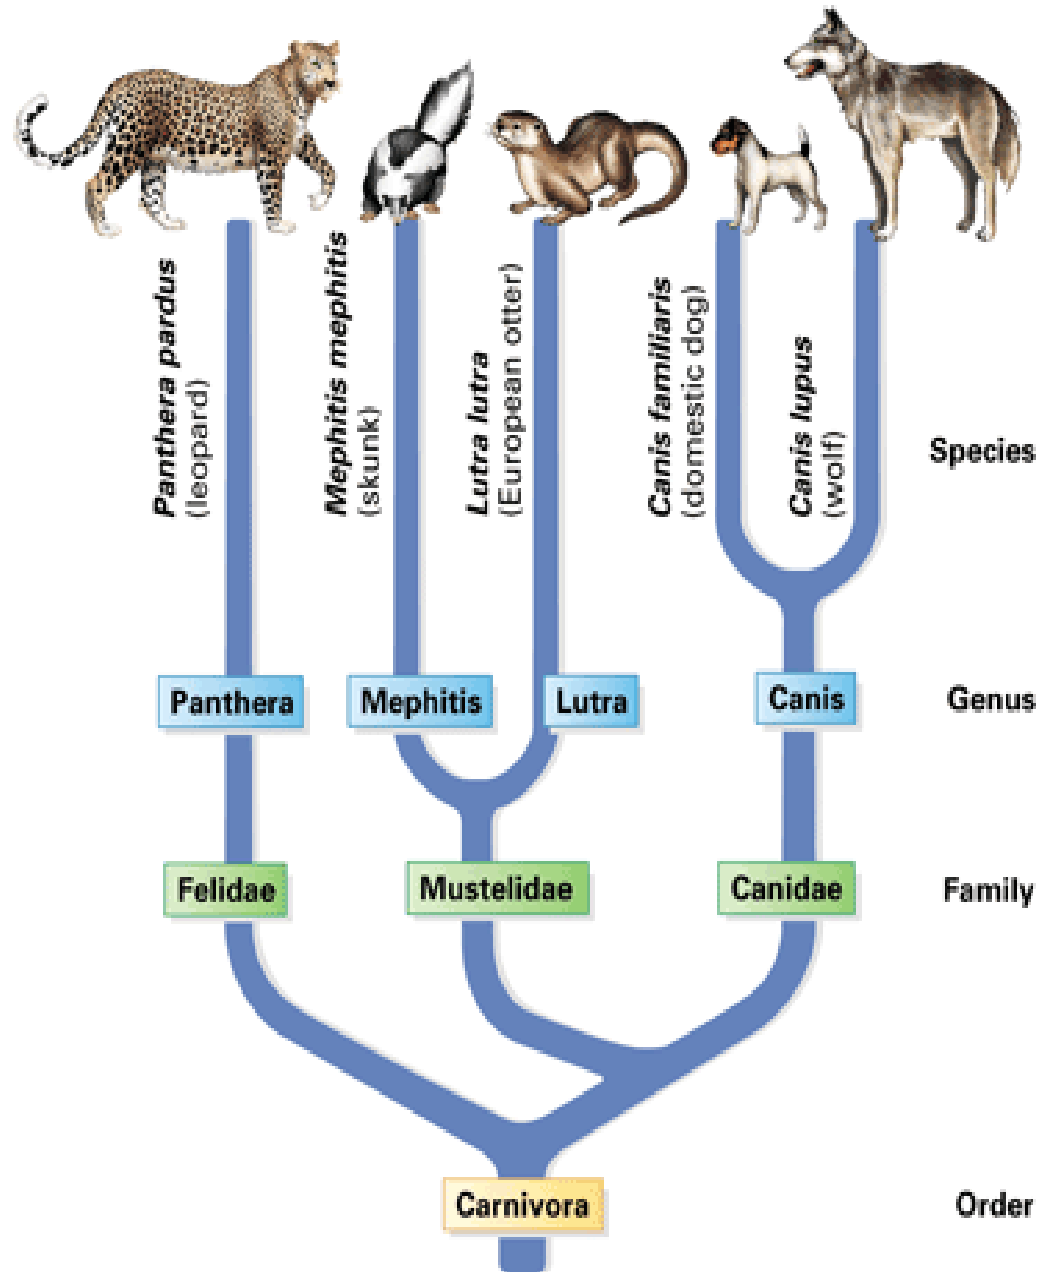 Panthera pardus
(leopard)
Mephitis mephitis
(skunk)
Lutra lutra
(European otter)
Canis familiaris
(domestic dog)
Canis lupus
(wolf)
Species
Panthera
Mephitis
Lutra
Canis
Genus
Felidae
Mustelidae
Canidae
Family
Carnivora
Order